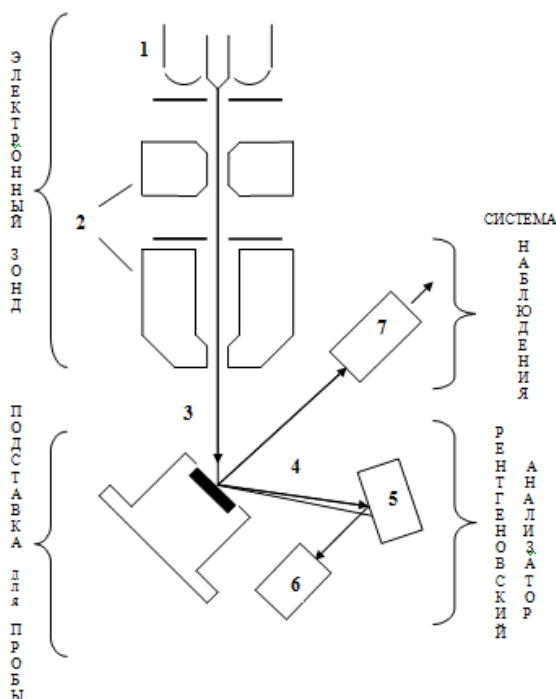 ЭЛЕКТРОННЫЙ ЗОНД
1
2
СИСТЕМА
НАБЛЮДЕНИЯ
7
3
ПОДСТАВКА для ПРОБЫ
4
5
6
РЕНТГЕНОВСКИЙ
АНАЛИЗАТОР